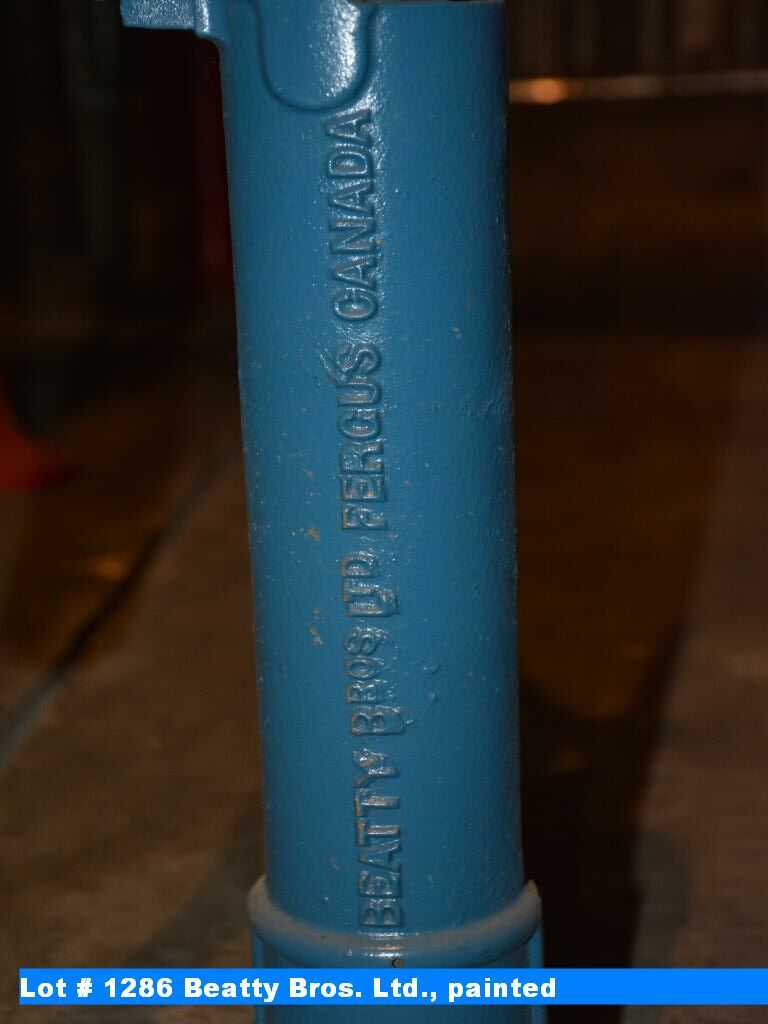 BEATTY BROS LTD FERGUS CANADA
Lot # 1286 Beatty Bros. Ltd., painted